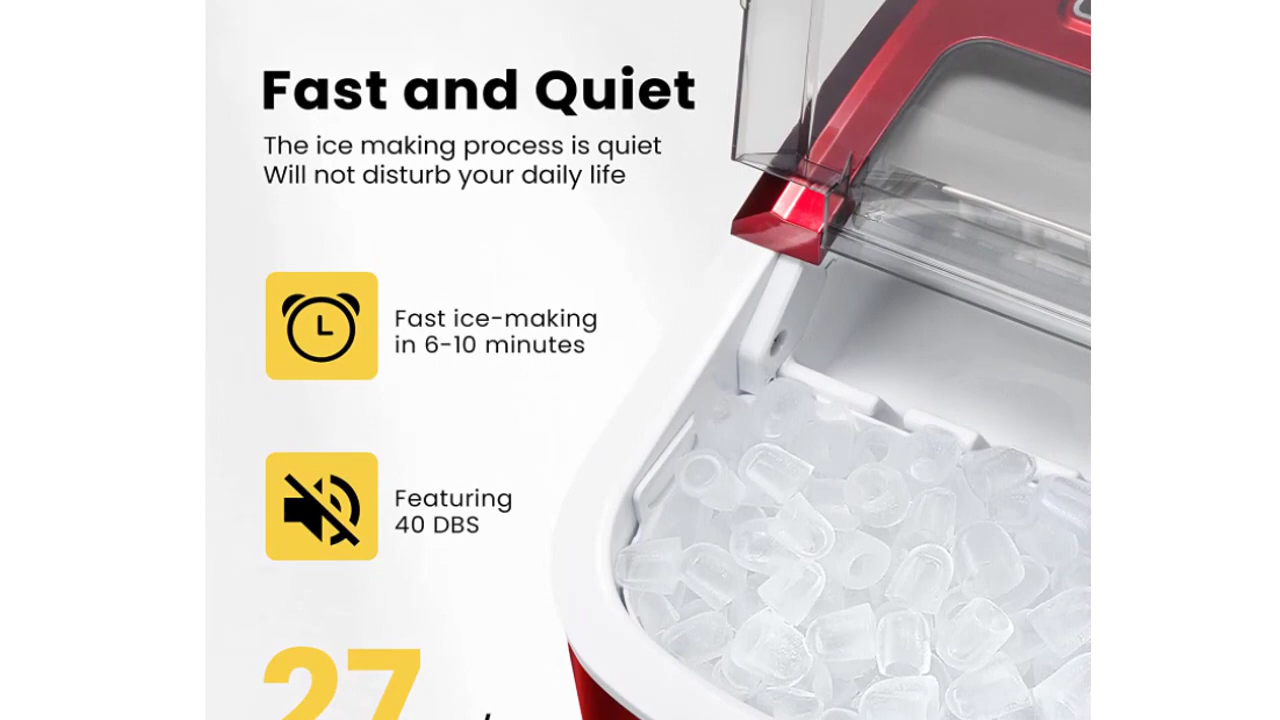 Fast and Quiet
The ice making process is quiet
Will not disturb your daily life
Fast ice-making
in 6-10 minutes
Featuring
40 DBS
27